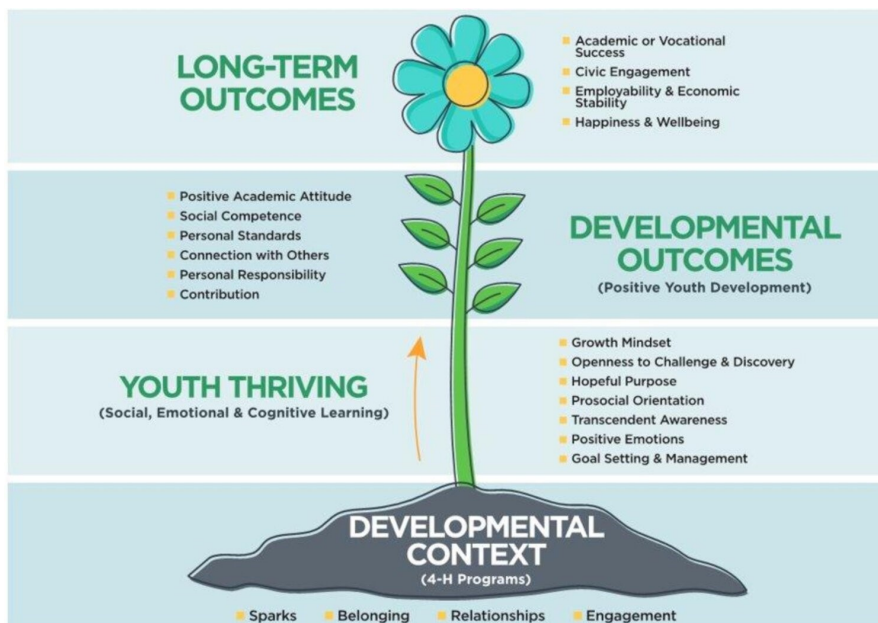 LONG-TERM
OUTCOMES
Academic or Vocational
Success
Civic Engagement
Employability & Economic
Stability
Happiness & Wellbeing
Positive Academic Attitude
Social Competence
Personal Standards
Connection with Others
Personal Responsibility
Contribution
DEVELOPMENTAL
OUTCOMES
(Positive Youth Development)
YOUTH THRIVING
(Social, Emotional & Cognitive Learning)
Growth Mindset
Openness to Challenge & Discovery
Hopeful Purpose
Prosocial Orientation
Transcendent Awareness
Positive Emotions
Goal Setting & Management
DEVELOPMENTAL
CONTEXT
(4-H Programs)
Sparks Belonging Relationships Engagement